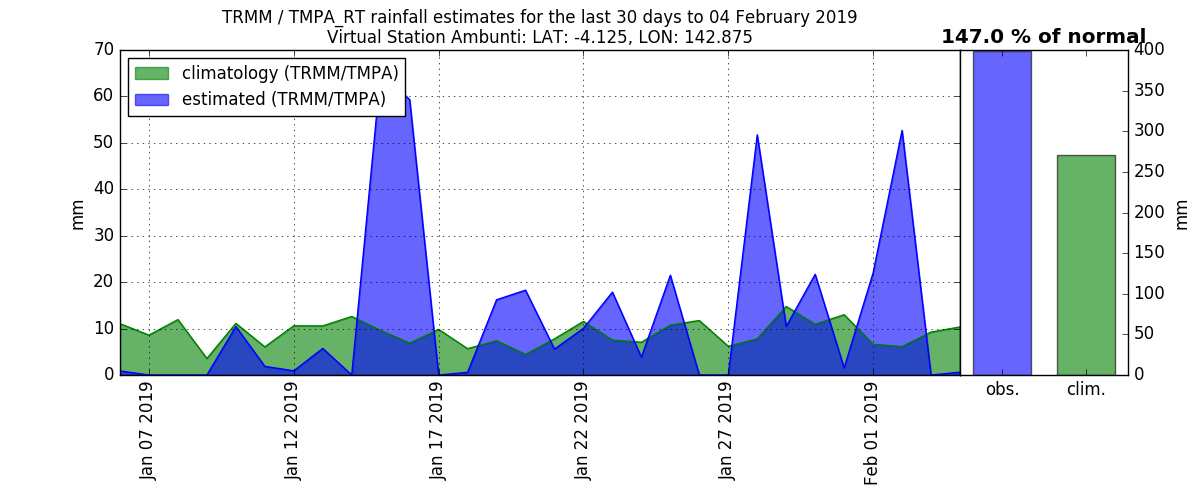 TRMM / TMPA_RT rainfall estimates for the last 30 days to 04 February 2019
Virtual Station Ambunti: LAT: -4.125, LON: 142.875
147.0 % of normal
climatology (TRMM/TMPA)
estimated (TRMM/TMPA)
70
60
50
40
30
20
10
0
mm
Jan 07 2019
Jan 12 2019
Jan 17 2019
Jan 22 2019
Jan 27 2019
Feb 01 2019
obs.
clim.
400
350
300
250
200
150
100
50
0
mm